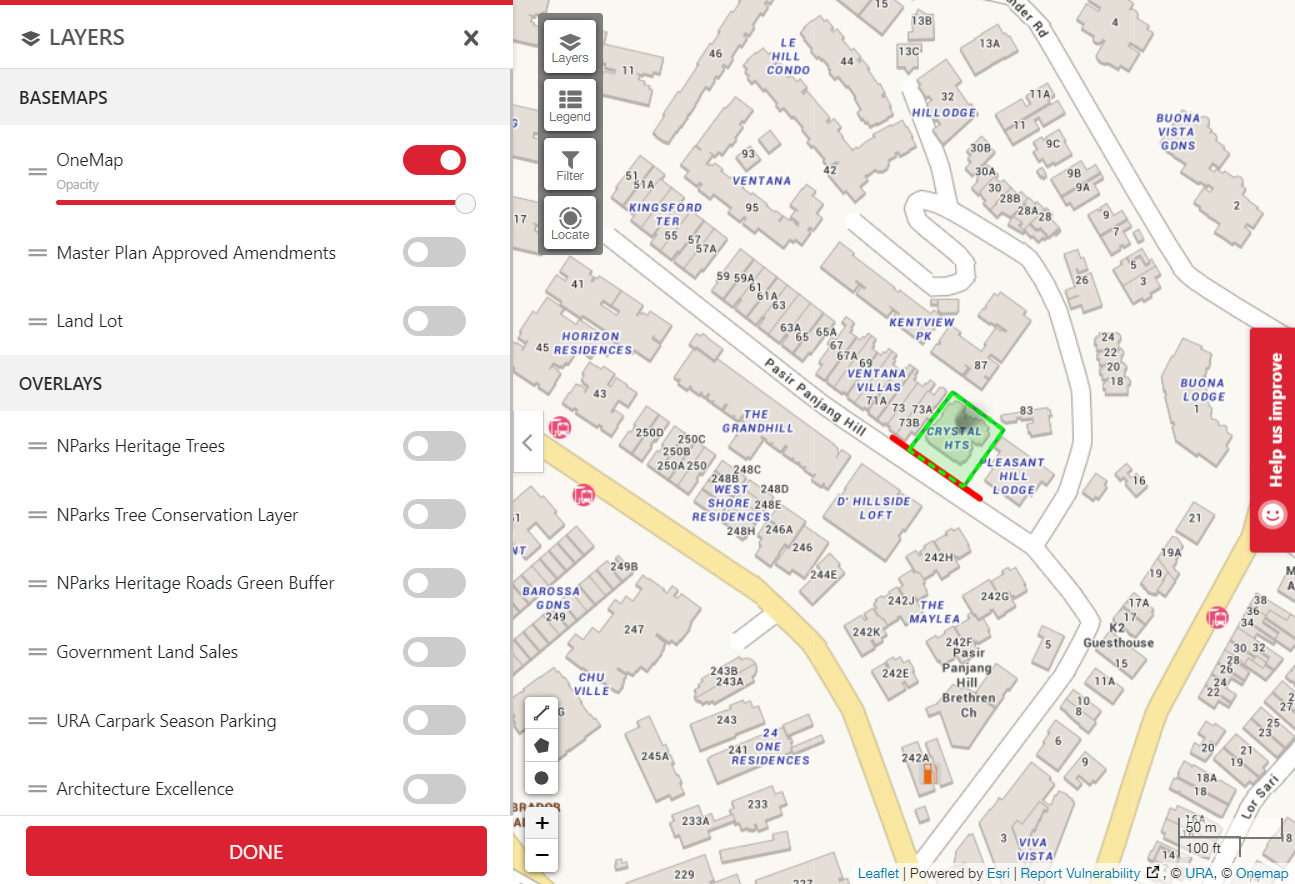 LAYERS
BASEMAPS
OneMap
Opacity
Master Plan Approved Amendments
Land Lot
OVERLAYS
NParks Heritage Trees
NParks Tree Conservation Layer
NParks Heritage Roads Green Buffer
Government Land Sales
URA Carpark Season Parking
Architecture Excellence
DONE
Layers
Legend
Filter
Locate
15
13B
13C
13A
4
11
46
44
LE
HILL
CONDO
32
HILLODGE
11A
11
BUONA
VISTA
GDNS
2
93
42
VENTANA
95
51
51A
KINGSFORD
TER
55
57
57A
17
30B
30A
30
28B
28A
28
9C
9B
9A
9
7
5
3
26
41
59
59A
61
61A
63
63A
65
65A
67
67A
69
KENTVIEW
PK
87
HORIZON
RESIDENCES
45
43
VENTANA
VILLAS
71A
73
73A
73B
Pasir Panjang Hill
24
22
20
18
BUONA
LODGE
1
THE
GRANDHILL
CRYSTAL
HTS
83
PLEASANT
HILL
LODGE
250D
250C
250B
250A
250
248C
248B
248D
WEST
SHORE
RESIDENCES
248E
248H
246A
246
244E
D' HILLSIDE
LOFT
16
21
19A
19
249B
BAROSSA
GDNS
249
247
242H
242J
242G
THE
MAYLEA
242K
242F
Pasir
Panjang
Hill
Brethren
Ch
242E
5
17A
17
K2
Guesthouse
15
11A
10
8
6
9
38
36
34
30
32
28
26
24
22
27
25
23
21
20
19
18A
18
CHU
VILLE
243B
243A
243
241
24
ONE
RESIDENCES
245A
242A
233
233A
229
3
VIVA
VISTA
14
16A
Lor Sari
Help us improve
+
−
50 m
100 ft
Leaflet | Powered by Esri | Report Vulnerability , © URA, © Onemap